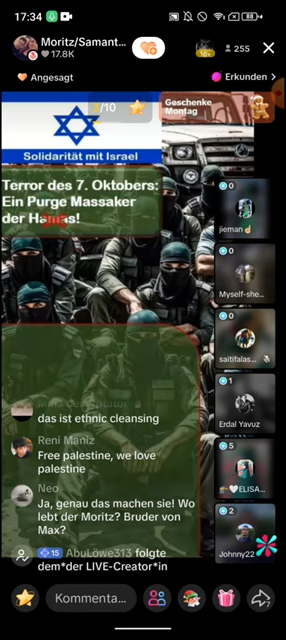 17:34
88
Moritz/Samant...
17.8K
255
Angesagt
Erkunden
/10
Geschenke
Montag
Solidarität mit Israel
Terror des 7. Oktobers:
Ein Purge Massaker
der Hamas!
0
jieman
0
Myself-she...
0
saitifalas...
1
Erdal Yavuz
5
ELISA...
2
Johnny22
das ist ethnic cleansing
Reni Maniz
Free palestine, we love
palestine
Neo
Ja, genau das machen sie! Wo
lebt der Moritz? Bruder von
Max?
15 AbuLöwe313 folgte
dem*der LIVE-Creator*in
Kommenta...
7